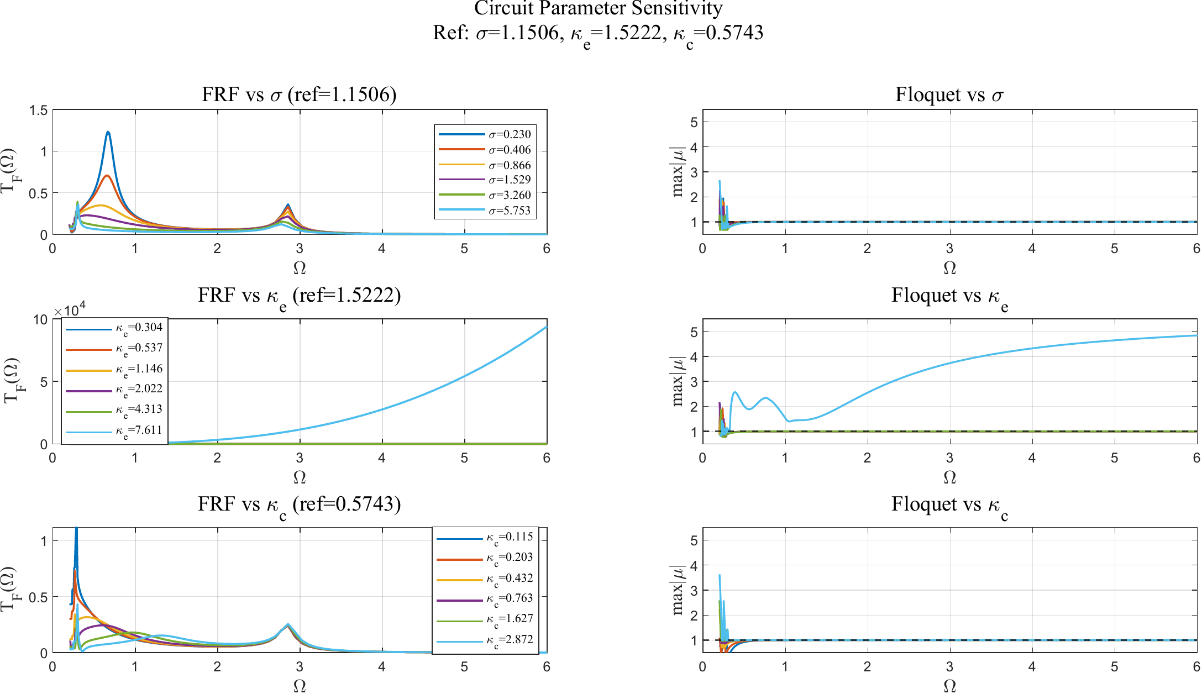 Circuit Parameter Sensitivity
Ref: σ=1.1506, κe=1.5222, κc=0.5743
FRF vs σ (ref=1.1506)
1.5
1
0.5
0
T_F(Ω)
σ=0.230
σ=0.406
σ=0.866
σ=1.529
σ=3.260
σ=5.753
0 1 2 3 4 5 6
Ω
Floquet vs σ
5
4
3
2
1
max|μ|
0 1 2 3 4 5 6
Ω
FRF vs κe (ref=1.5222)
×10⁴
10
5
0
T_F(Ω)
κe=0.304
κe=0.537
κe=1.146
κe=2.022
κe=4.313
κe=7.611
0 1 2 3 4 5 6
Ω
Floquet vs κe
5
4
3
2
1
max|μ|
0 1 2 3 4 5 6
Ω
FRF vs κc (ref=0.5743)
1
0.5
0
T_F(Ω)
κc=0.115
κc=0.203
κc=0.432
κc=0.763
κc=1.627
κc=2.872
0 1 2 3 4 5 6
Ω
Floquet vs κc
5
4
3
2
1
max|μ|
0 1 2 3 4 5 6
Ω